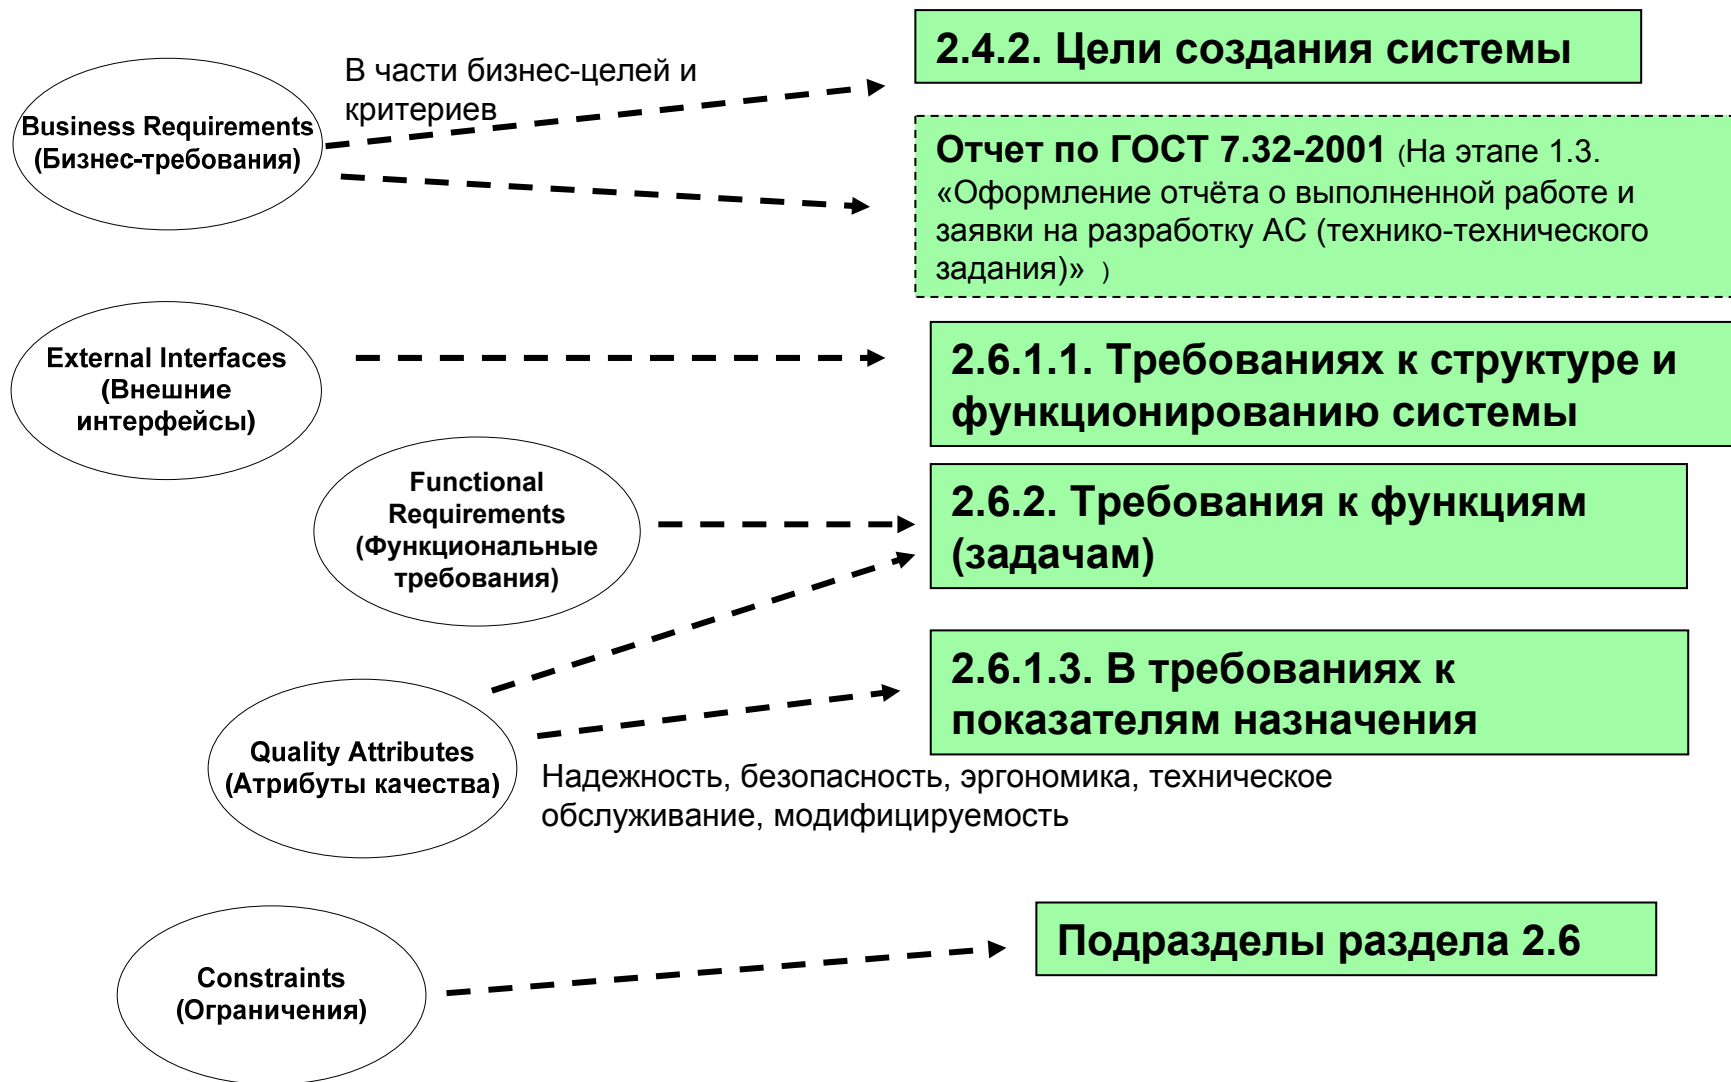 В части бизнес-целей и
критериев
Business Requirements
(Бизнес-требования)
2.4.2. Цели создания системы
Отчет по ГОСТ 7.32-2001 (На этапе 1.3.
«Оформление отчёта о выполненной работе и
заявки на разработку АС (технико-технического
задания)» )
External Interfaces
(Внешние
интерфейсы)
2.6.1.1. Требованиях к структуре и
функционированию системы
Functional
Requirements
(Функциональные
требования)
2.6.2. Требования к функциям
(задачам)
Quality Attributes
(Атрибуты качества)
2.6.1.3. В требованиях к
показателям назначения
Надежность, безопасность, эргономика, техническое
обслуживание, модифицируемость
Constraints
(Ограничения)
Подразделы раздела 2.6